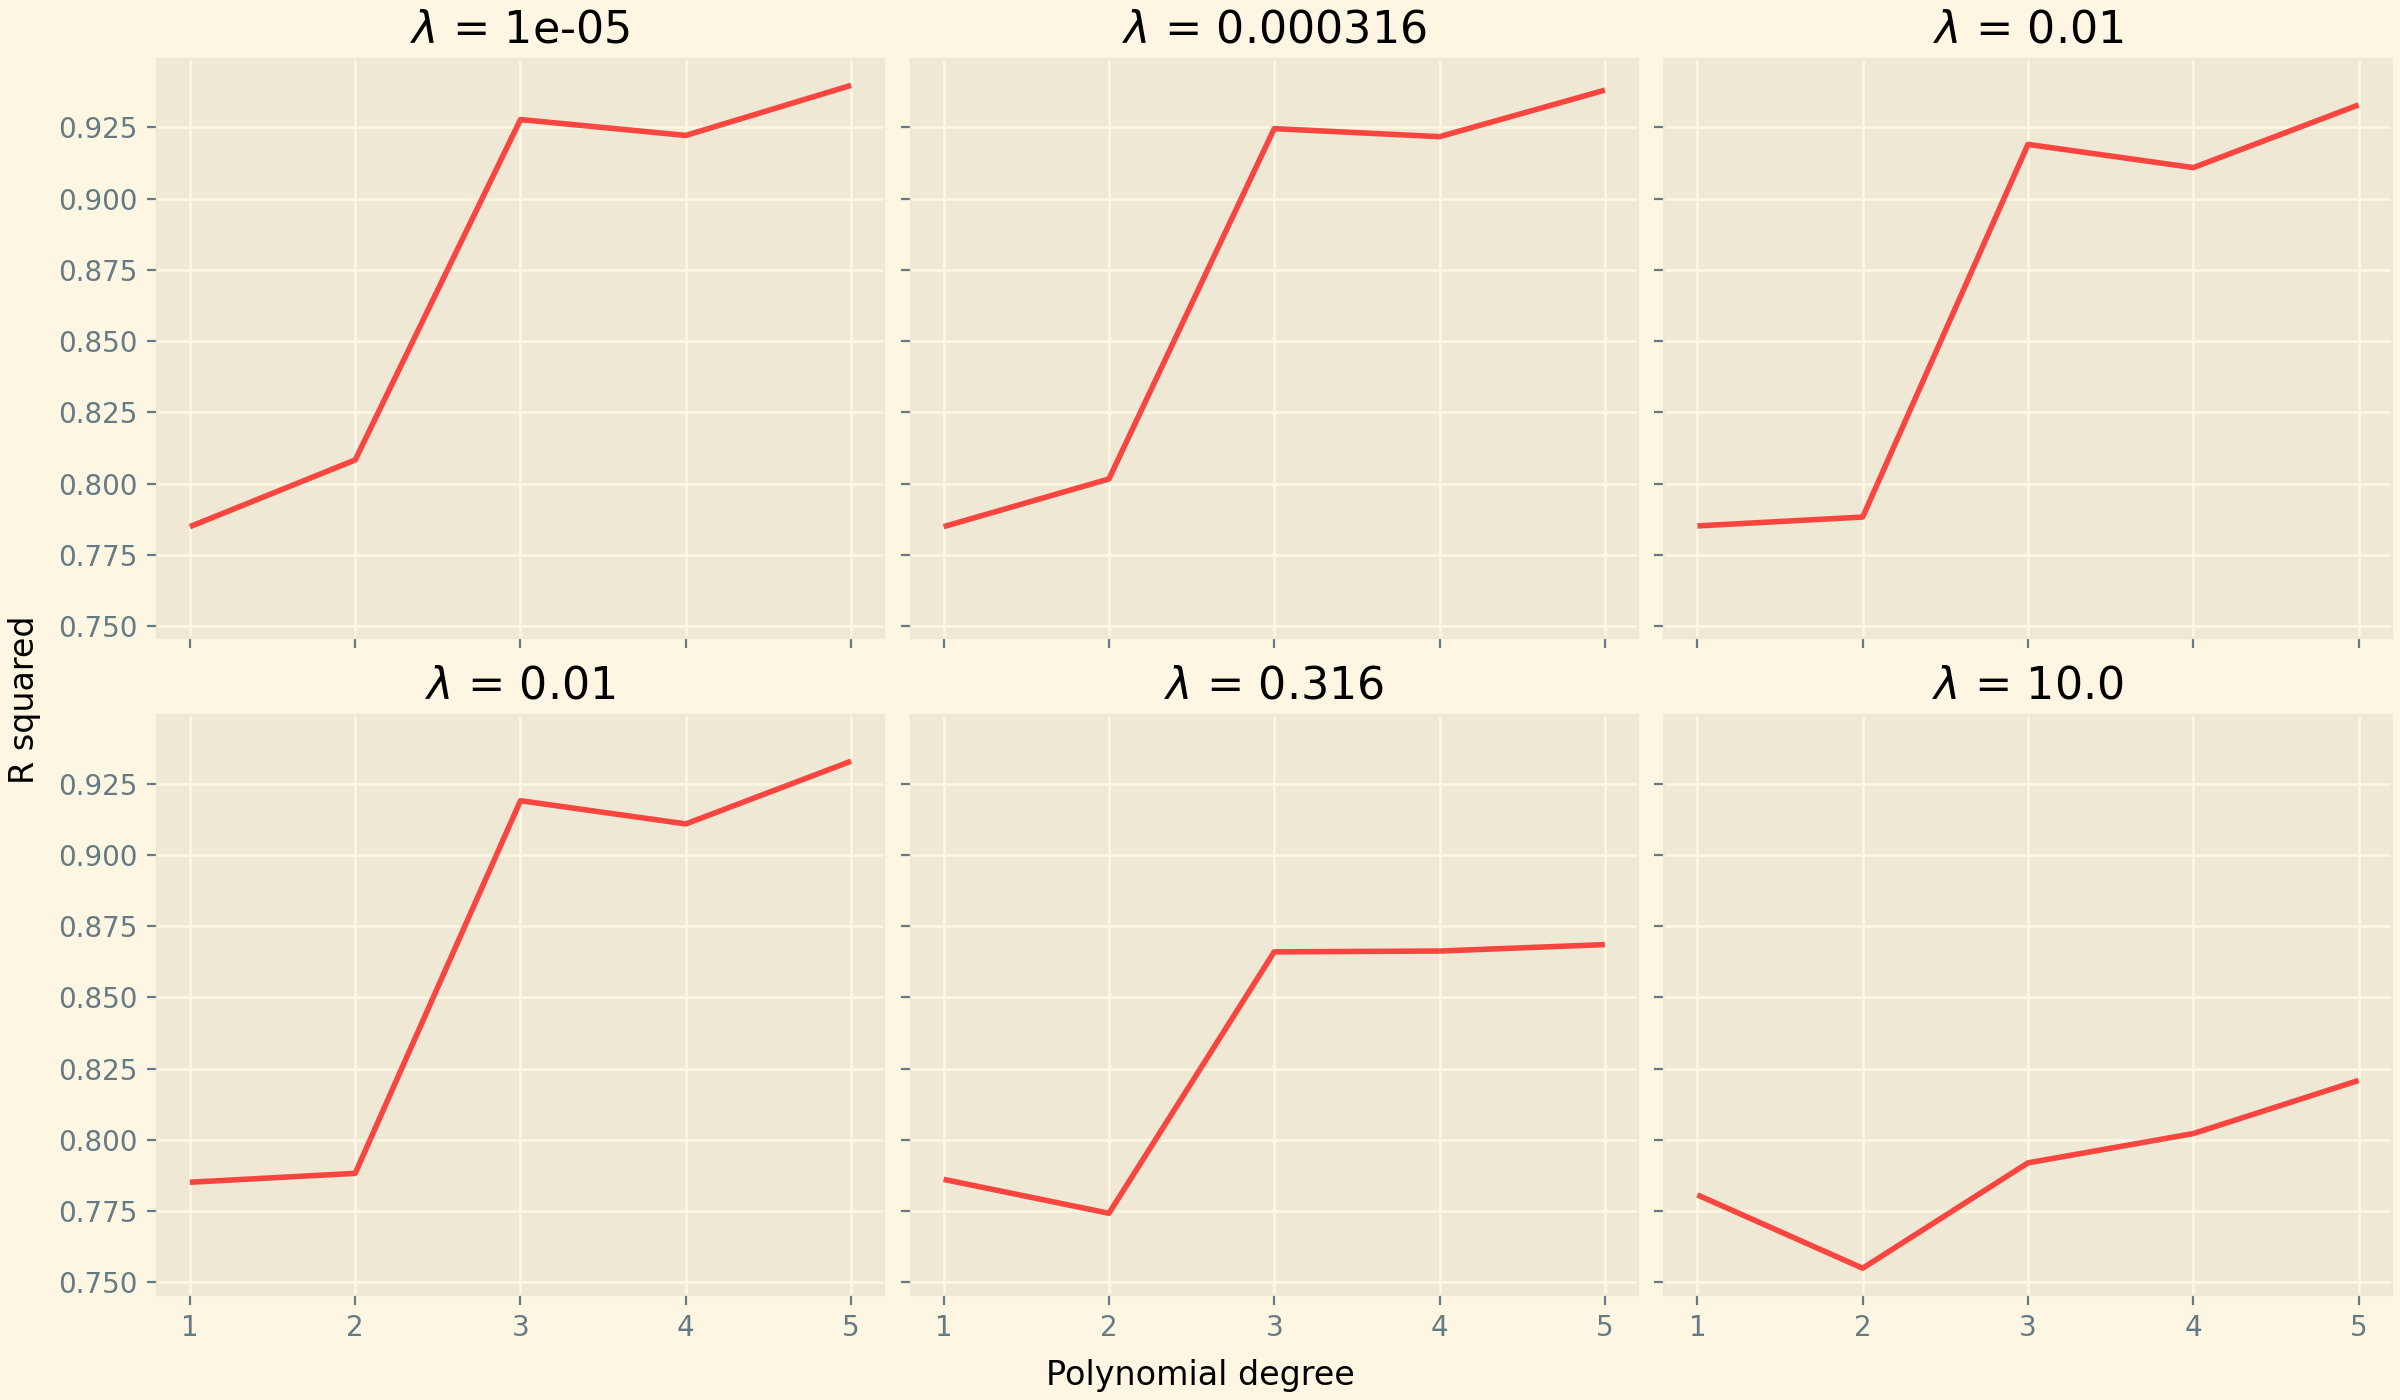 λ = 1e-05
λ = 0.000316
λ = 0.01
0.925
0.900
0.875
0.850
0.825
0.800
0.775
0.750
R squared
λ = 0.01
λ = 0.316
λ = 10.0
0.925
0.900
0.875
0.850
0.825
0.800
0.775
0.750
1 2 3 4 5
1 2 3 4 5
1 2 3 4 5
Polynomial degree